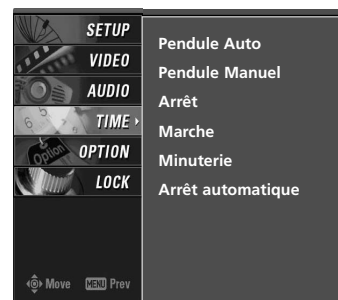 SETUP
VIDEO
AUDIO
TIME
OPTION
LOCK
Move MENU Prev
Pendule Auto
Pendule Manuel
Arrêt
Marche
Minuterie
Arrêt automatique